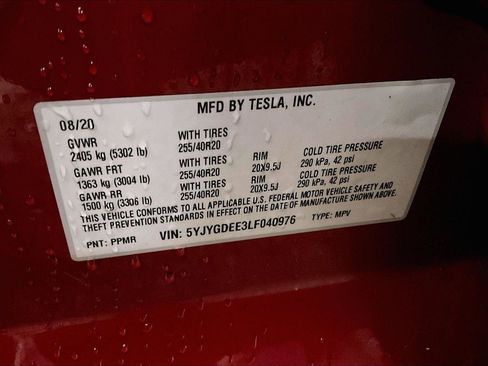 MFD BY TESLA, INC.
08/20
GVWR WITH TIRES
2405 kg (5302 lb) 255/40R20 RIM COLD TIRE PRESSURE
GAWR FRT WITH TIRES 20X9.5J 290 kPa, 42 psi
1363 kg (3004 lb) 255/40R20 RIM COLD TIRE PRESSURE
GAWR RR WITH TIRES 20X9.5J 290 kPa, 42 psi
1500 kg (3306 lb) 255/40R20
THIS VEHICLE CONFORMS TO ALL APPLICABLE U.S. FEDERAL MOTOR VEHICLE SAFETY AND
THEFT PREVENTION STANDARDS IN EFFECT ON THE DATE OF MANUFACTURE SHOWN ABOVE.
PNT: PPMR VIN: 5YJYGDEE3LF040976 TYPE: MPV